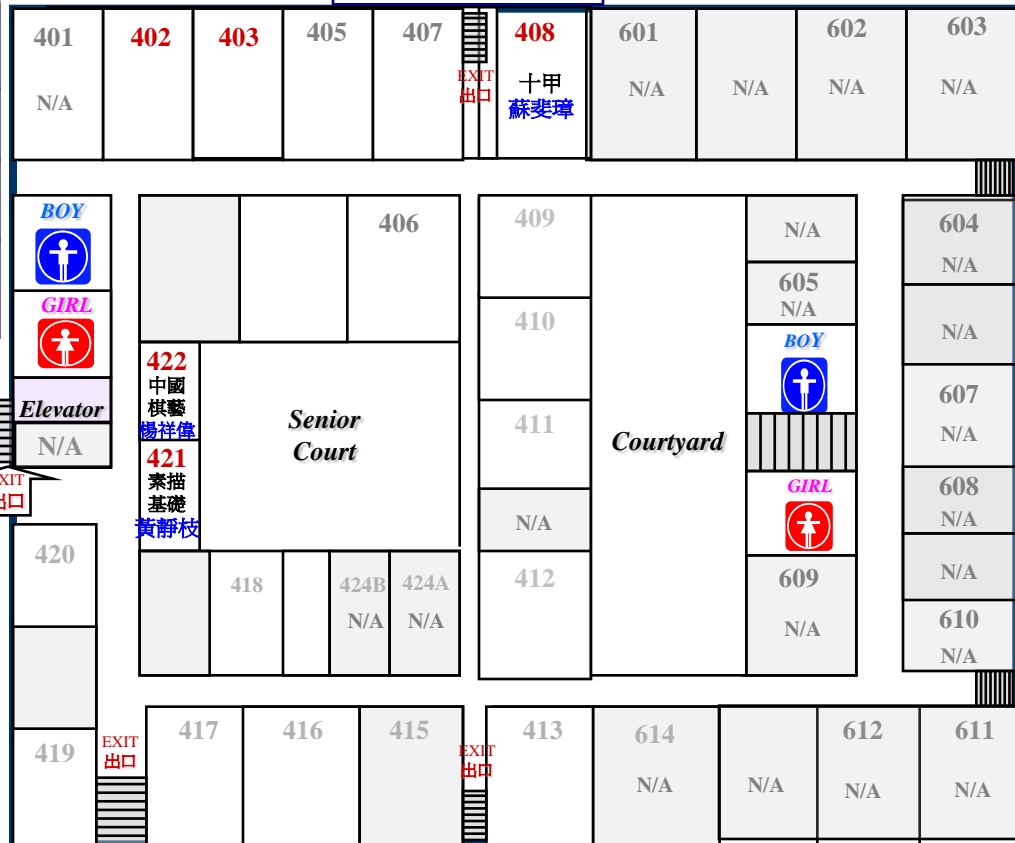 401
N/A
402
403
405
407
EXIT
出口
408
十甲
蘇斐璋
601
N/A
N/A
602
N/A
603
N/A
BOY
GIRL
Elevator
N/A
出口
406
422
中國
棋藝
楊祥偉
421
素描
基礎
黃靜枝
Senior
Court
409
410
411
N/A
412
Courtyard
N/A
605
N/A
BOY
GIRL
609
N/A
604
N/A
N/A
607
N/A
608
N/A
N/A
610
N/A
420
419
418
424B
N/A
424A
N/A
EXIT
出口
417
416
415
EXIT
出口
413
614
N/A
N/A
612
N/A
611
N/A